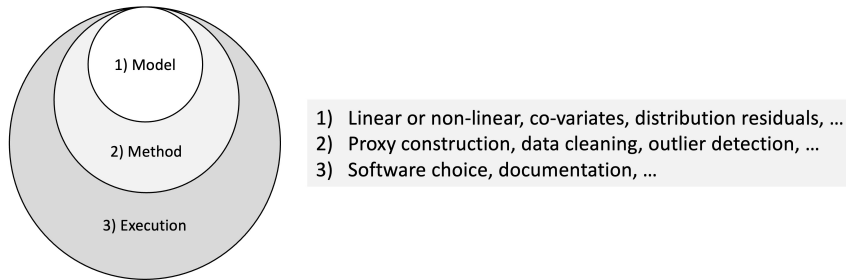 1) Model
2) Method
3) Execution
1) Linear or non-linear, co-variates, distribution residuals, ...
2) Proxy construction, data cleaning, outlier detection, ...
3) Software choice, documentation, ...